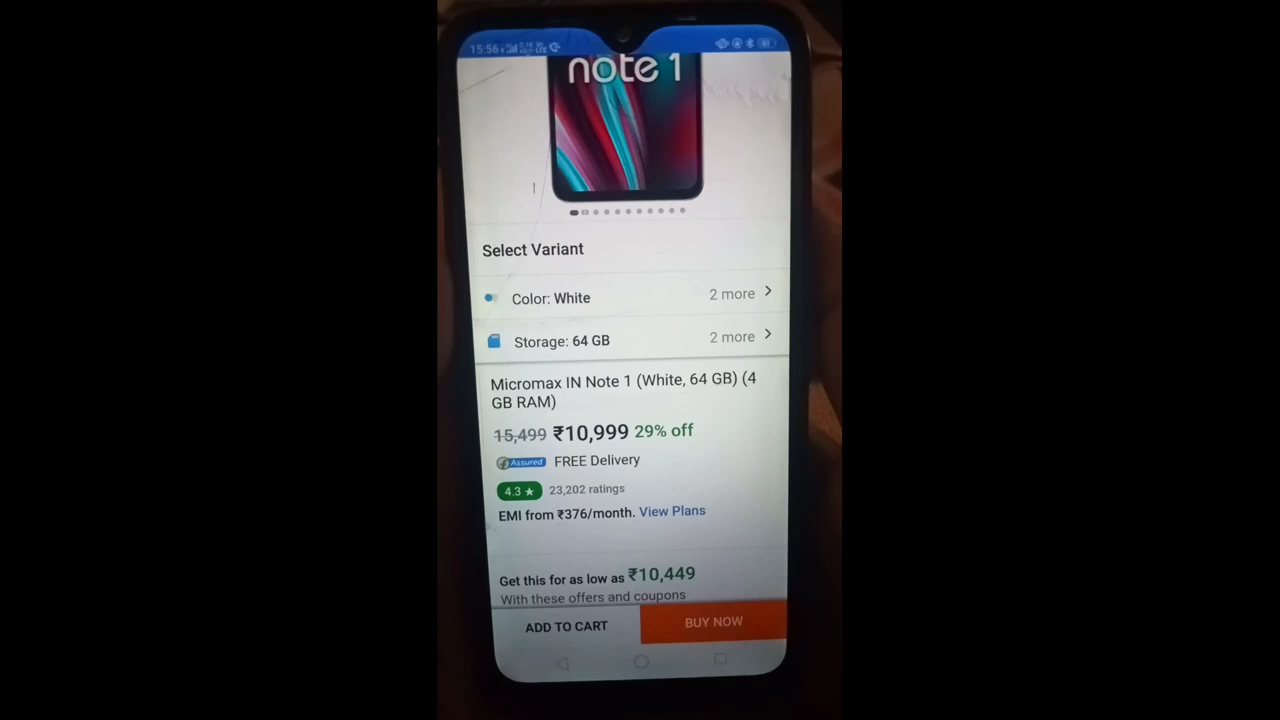 15:56
51
note 1
Select Variant
Color: White 2 more
Storage: 64 GB 2 more
Micromax IN Note 1 (White, 64 GB) (4
GB RAM)
15,499 ₹10,999 29% off
Assured FREE Delivery
4.3 ★ 23,202 ratings
EMI from ₹376/month. View Plans
Get this for as low as ₹10,449
With these offers and coupons
ADD TO CART BUY NOW